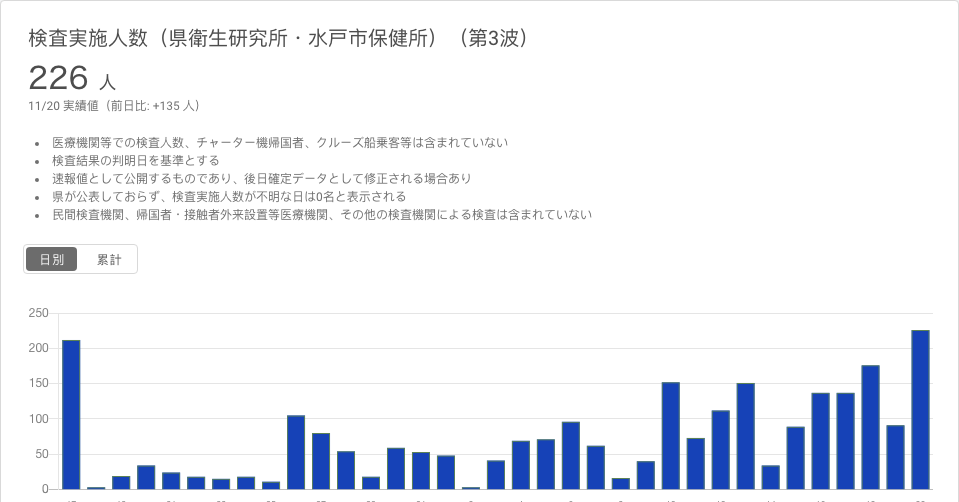 検査実施人数（県衛生研究所・水戸市保健所）（第3波）
226 人
11/20 実績値（前日比: +135 人）
医療機関等での検査人数、チャーター機帰国者、クルーズ船乗客等は含まれていない
検査結果の判明日を基準とする
速報値として公開するものであり、後日確定データとして修正される場合あり
県が公表しておらず、検査実施人数が不明な日は0名と表示される
民間検査機関、帰国者・接触者外来設置等医療機関、その他の検査機関による検査は含まれていない
日別 累計
250
200
150
100
50
0